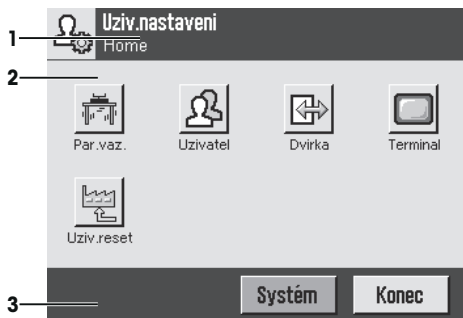 Uziv.nastaveni
1 Home
2
Par.vaz. Uzivatel Dvirka Terminal
Uziv.reset
3 Systém Konec